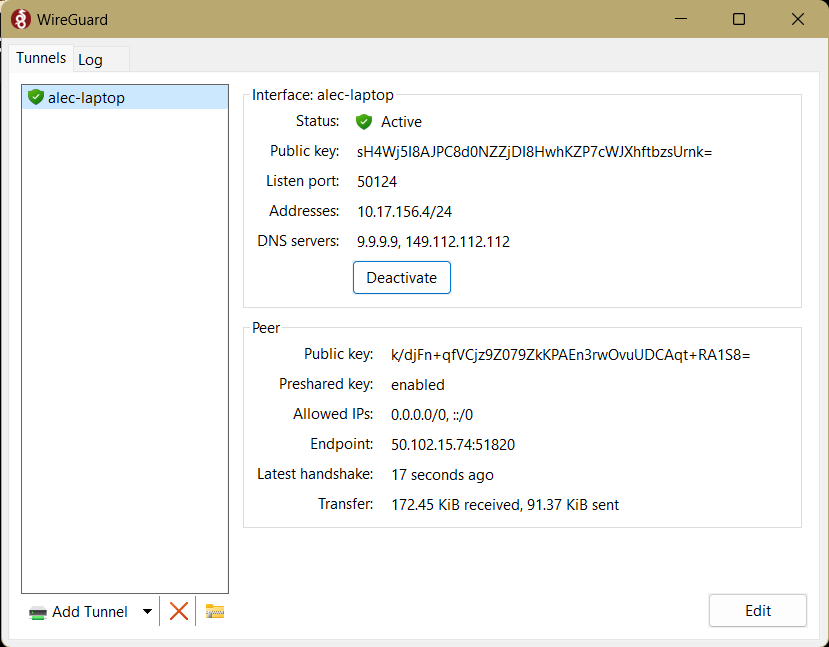 WireGuard
Tunnels Log
alec-laptop
Interface: alec-laptop
Status: Active
Public key: sH4Wj5I8AJPC8d0NZZjDI8HwhKZP7cWJXhftbzsUrnk=
Listen port: 50124
Addresses: 10.17.156.4/24
DNS servers: 9.9.9.9, 149.112.112.112
Deactivate
Peer
Public key: k/djFn+qfVCjz9Z079ZkKPAEn3rwOvuUDCAqt+RA1S8=
Preshared key: enabled
Allowed IPs: 0.0.0.0/0, ::/0
Endpoint: 50.102.15.74:51820
Latest handshake: 17 seconds ago
Transfer: 172.45 KiB received, 91.37 KiB sent
Add Tunnel
Edit